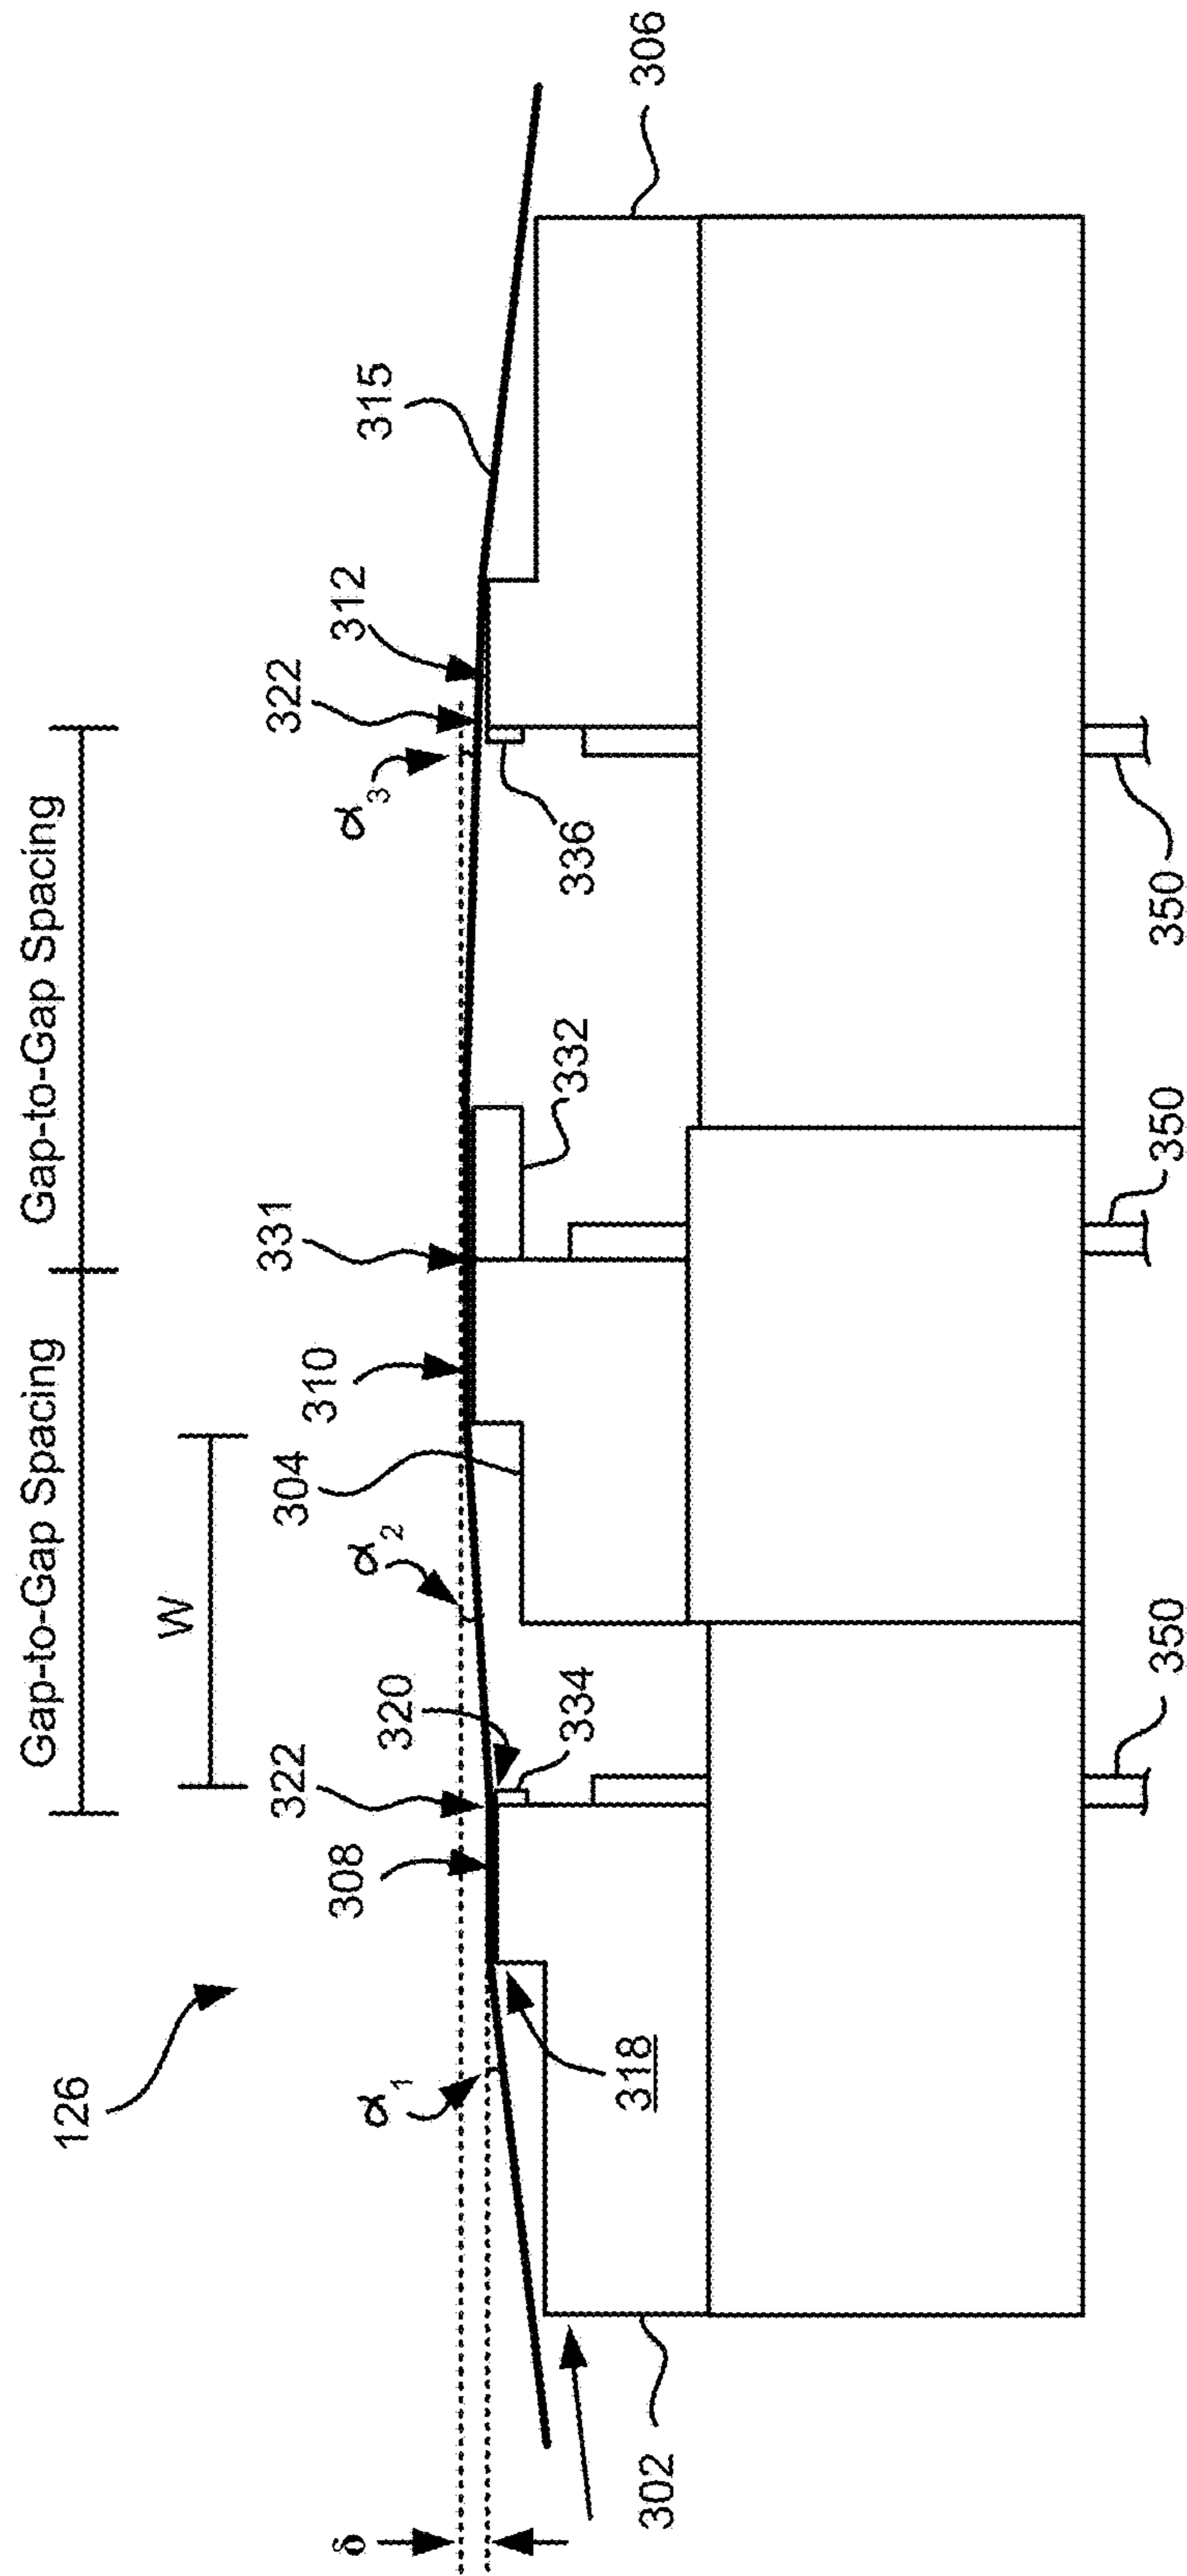 Gap-to-Gap Spacing
Gap-to-Gap Spacing
W
126
δ
α1
308
322
320
α2
304
310
331
α3
322
312
315
318
334
332
336
306
302
350
350
350